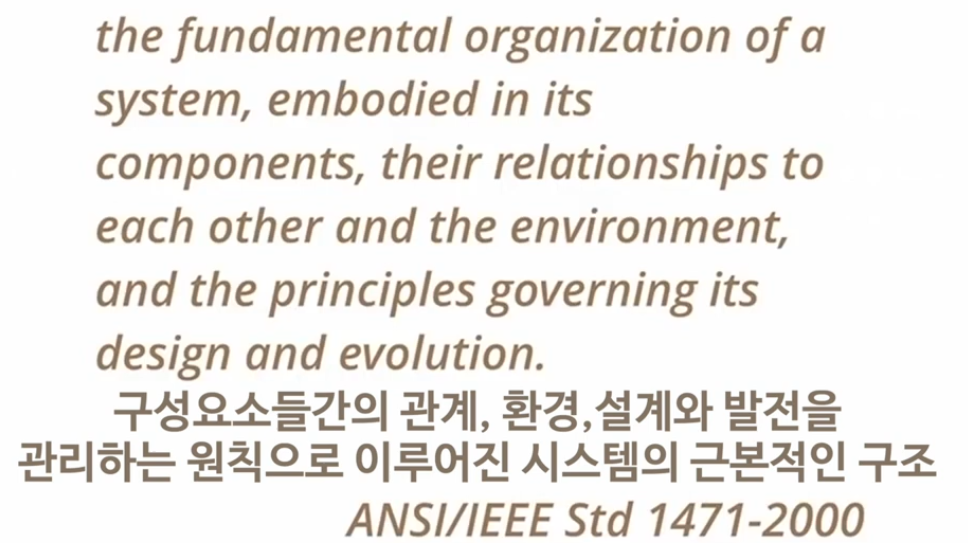 the fundamental organization of a
system, embodied in its
components, their relationships to
each other and the environment,
and the principles governing its
design and evolution.
구성요소들간의 관계, 환경,설계와 발전을
관리하는 원칙으로 이루어진 시스템의 근본적인 구조
ANSI/IEEE Std 1471-2000